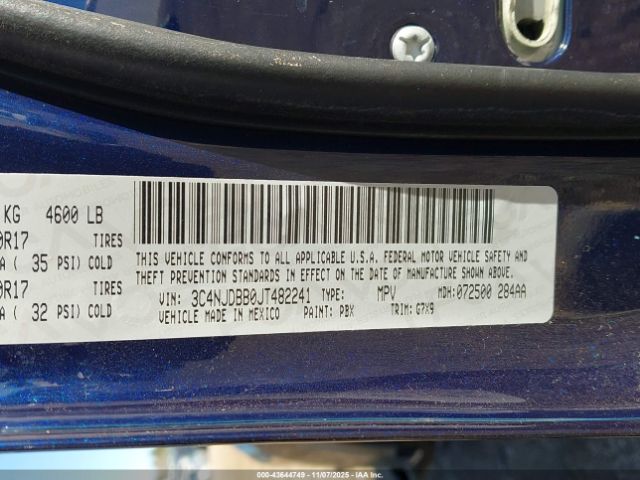 KG 4600 LB
0R17 TIRES
A ( 35 PSI) COLD
0R17 TIRES
A ( 32 PSI) COLD
THIS VEHICLE CONFORMS TO ALL APPLICABLE U.S.A. FEDERAL MOTOR VEHICLE SAFETY AND
THEFT PREVENTION STANDARDS IN EFFECT ON THE DATE OF MANUFACTURE SHOWN ABOVE.
VIN: 3C4NJDBB0JT482241 TYPE: MPV MDH:072500 284AA
VEHICLE MADE IN MEXICO PAINT: PBX TRIM: G7X9
© IAA -- 000-43644749 -- 11/07/2025 -- iaai.com